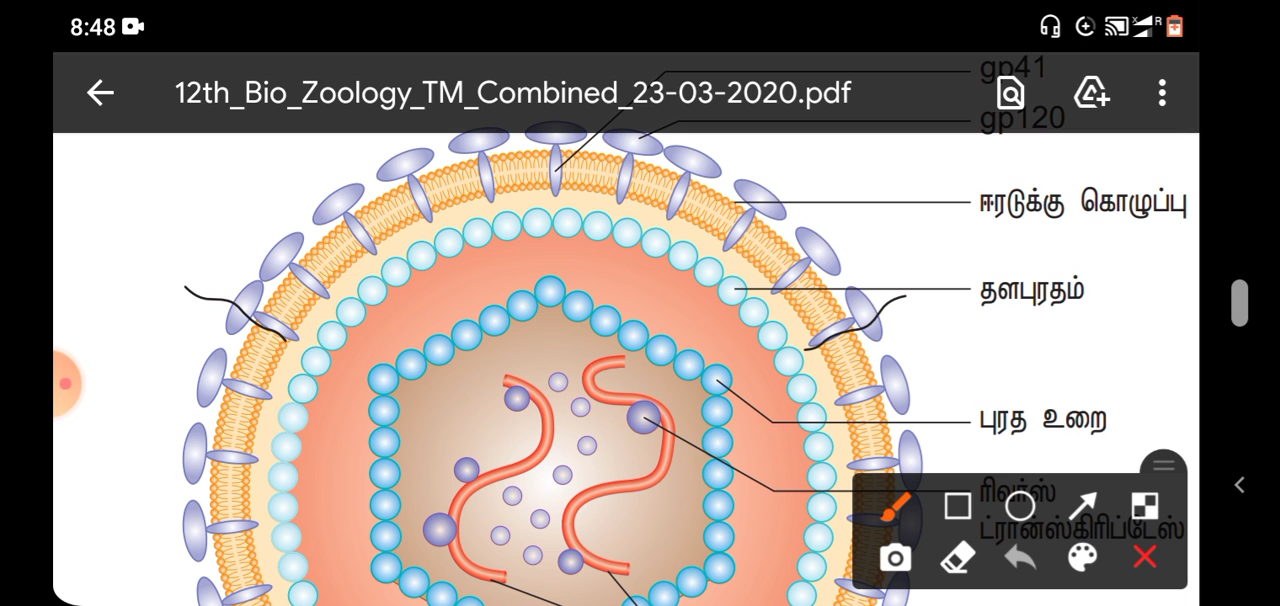 8:48
R
12th_Bio_Zoology_TM_Combined_23-03-2020.pdf
gp41
gp120
ஈரடுக்கு கொழுப்பு
தளபுரதம்
புரத உறை
ரிவர்ஸ்
ட்ரான்ஸ்கிரிப்டேஸ்